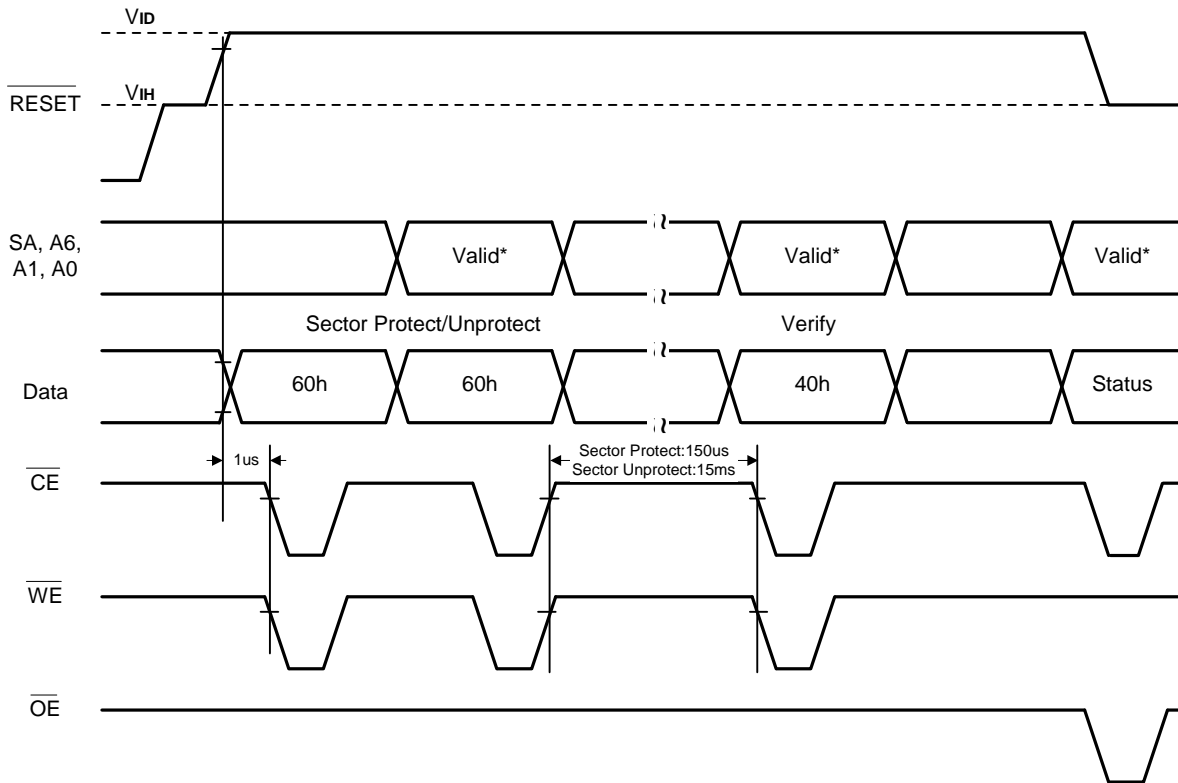 VID
RESET
VIH
SA, A6,
A1, A0
Valid*
Valid*
Valid*
Sector Protect/Unprotect
Verify
Data
60h
60h
40h
Status
1us
Sector Protect:150us
Sector Unprotect:15ms
CE
WE
OE